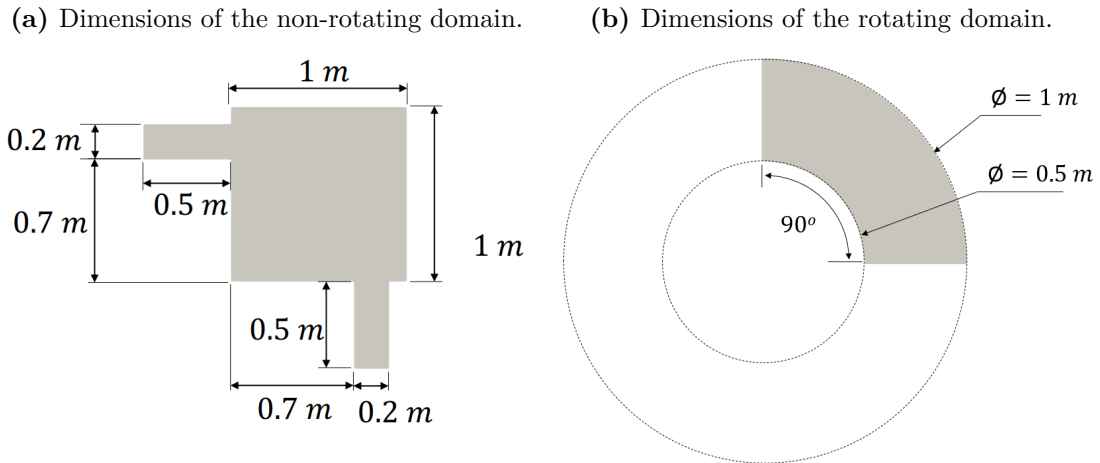 (a) Dimensions of the non-rotating domain.
(b) Dimensions of the rotating domain.
1 m
0.2 m
0.5 m
0.7 m
1 m
0.5 m
0.7 m
0.2 m
∅ = 1 m
∅ = 0.5 m
90º